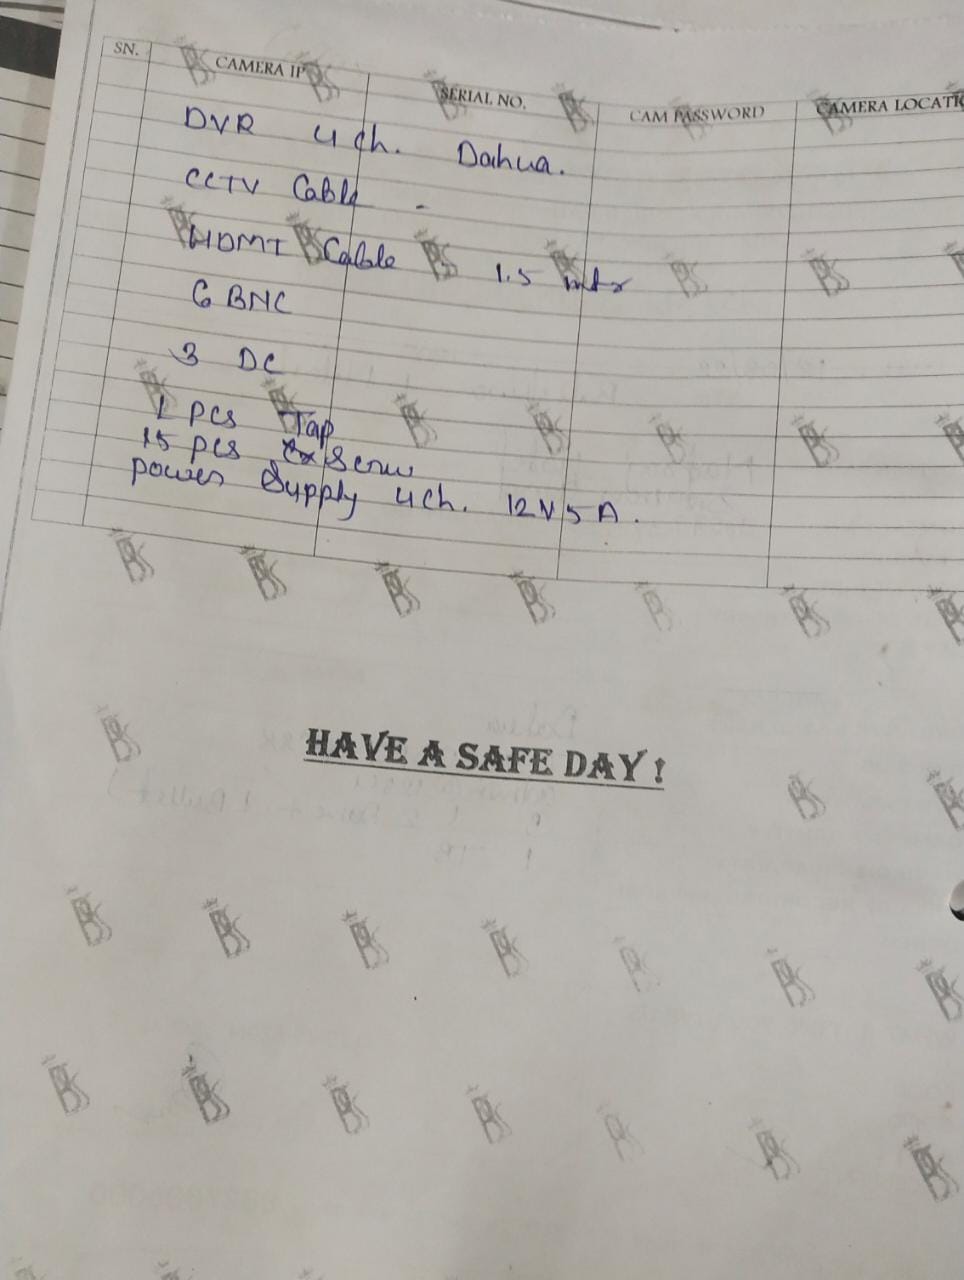 SN. CAMERA IP SERIAL NO. CAM PASSWORD CAMERA LOCATI
DVR 4 ch. Dahua.
CCTV Cable -
HDMI Cable - 1.5 mtr
6 BNC
3 DC
1 pcs Tap
15 pcs Screw
power Supply 4ch. 12V 5A.
HAVE A SAFE DAY !